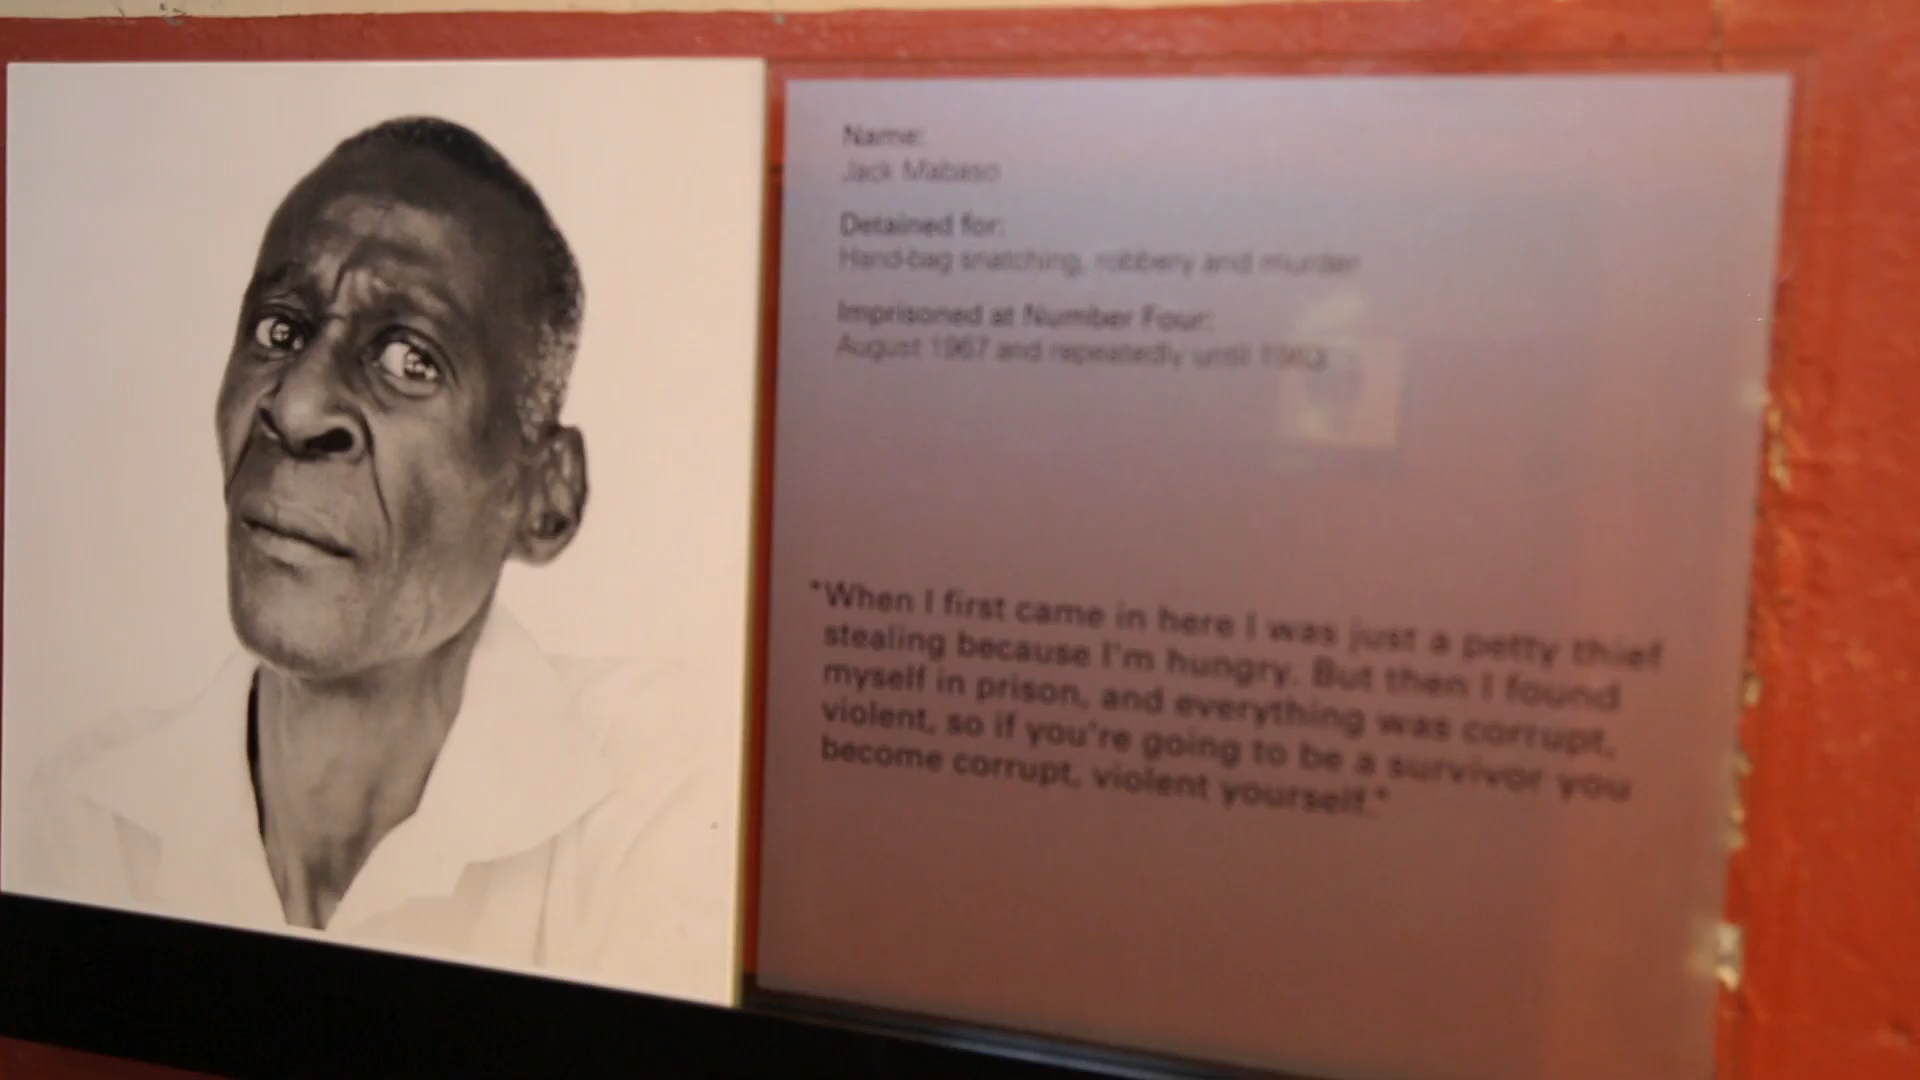 Name:
Jack Mabaso
Detained for:
Hand-bag snatching, robbery and murder
Imprisoned at Number Four:
August 1967 and repeatedly until
"When I first came in here I was just a petty thief
stealing because I'm hungry. But then I found
myself in prison, and everything was corrupt,
violent, so if you're going to be a survivor you
become corrupt, violent yourself."